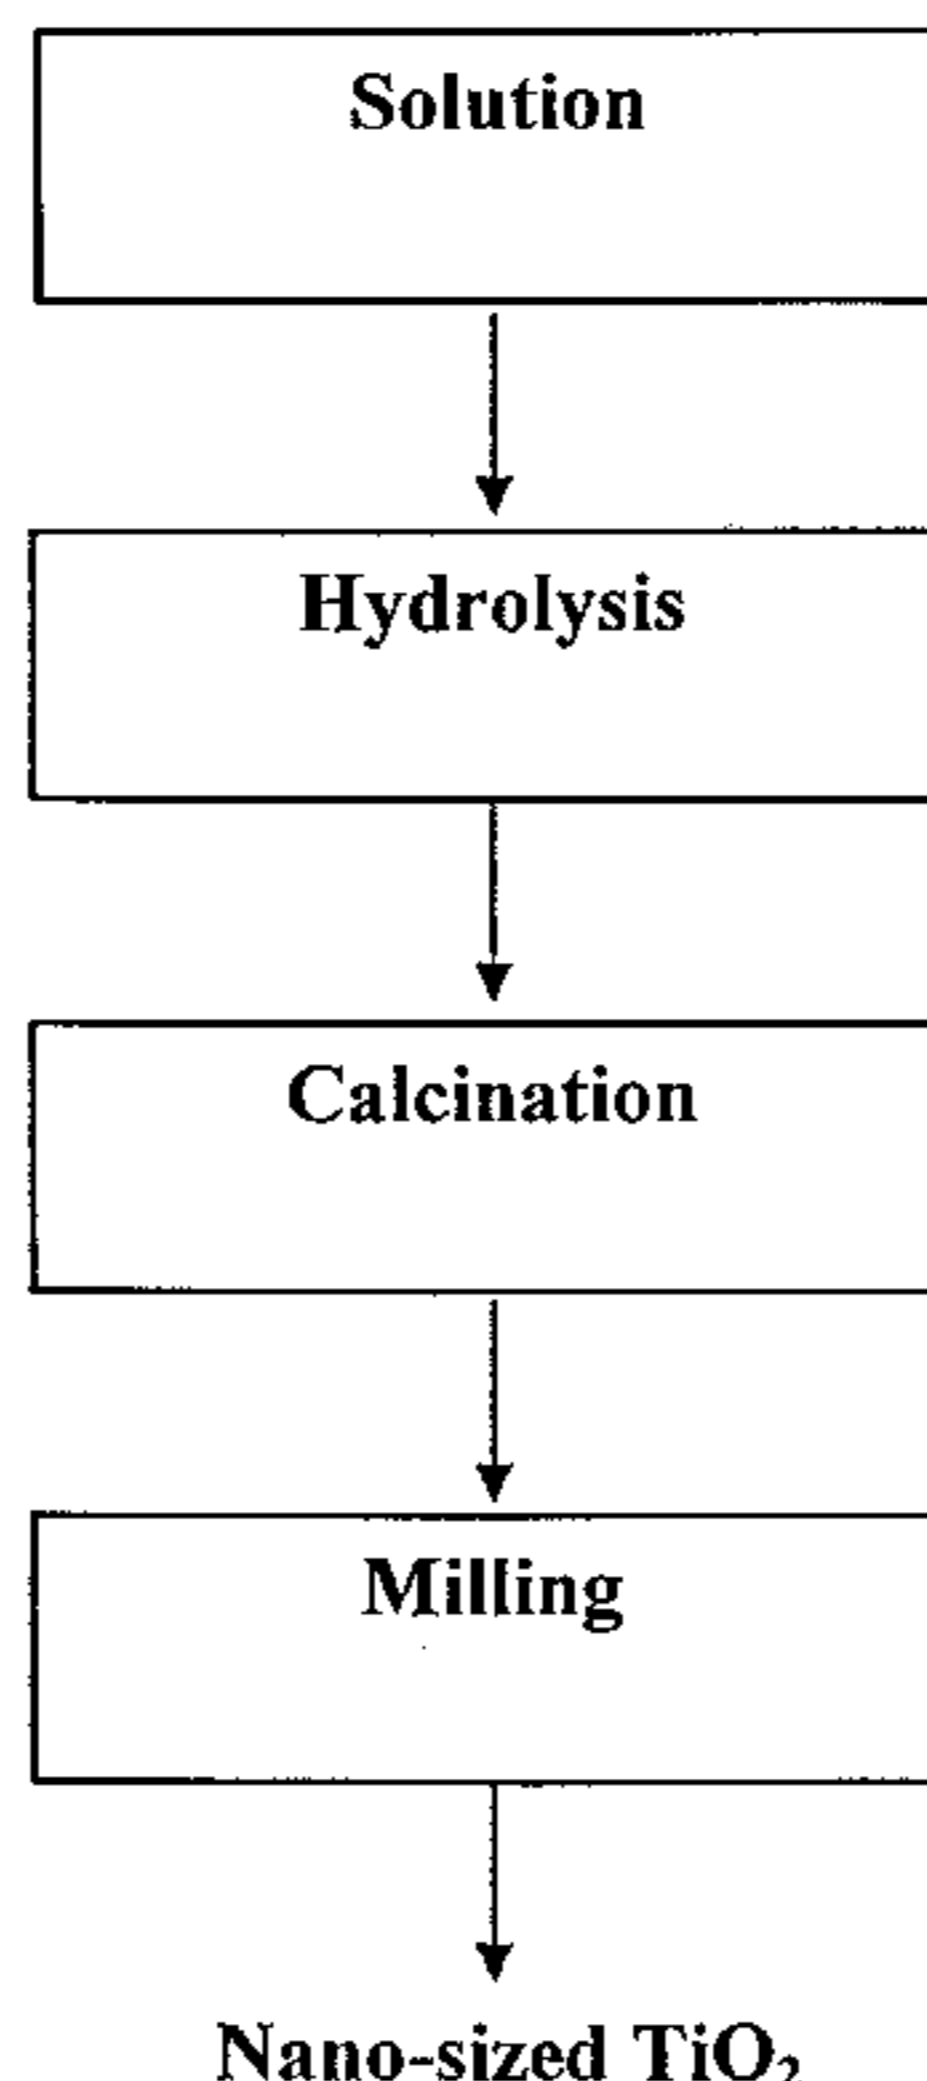 Solution
Hydrolysis
Calcination
Milling
Nano-sized TiO₂